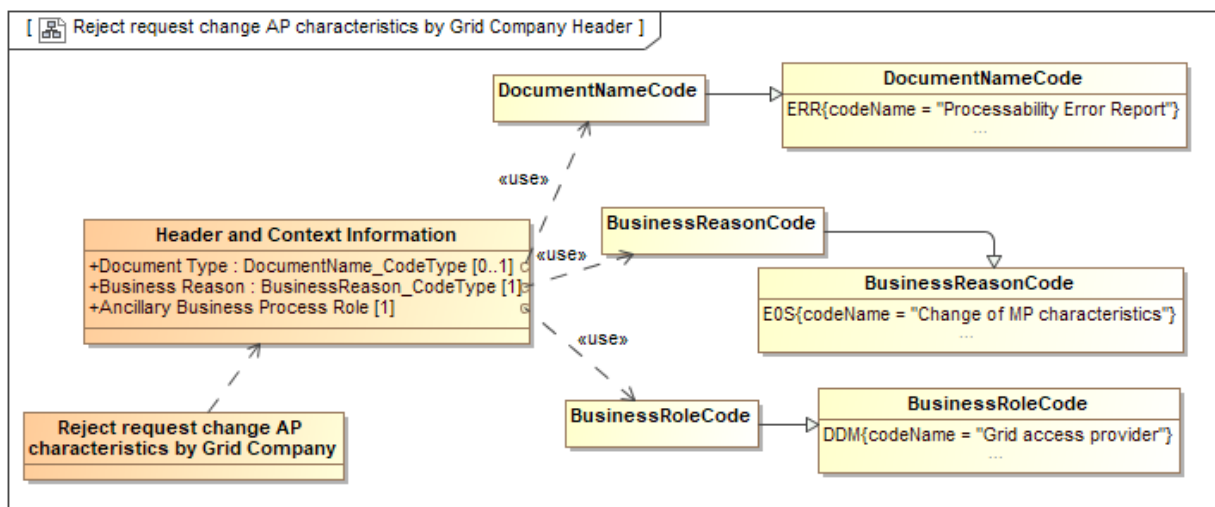 [ Reject request change AP characteristics by Grid Company Header ]
DocumentNameCode
DocumentNameCode
ERR{codeName = "Processability Error Report"}
...
«use»
Header and Context Information
+Document Type : DocumentName_CodeType [0..1]
+Business Reason : BusinessReason_CodeType [1]
+Ancillary Business Process Role [1]
«use»
BusinessReasonCode
BusinessReasonCode
E0S{codeName = "Change of MP characteristics"}
...
«use»
BusinessRoleCode
BusinessRoleCode
DDM{codeName = "Grid access provider"}
...
Reject request change AP
characteristics by Grid Company